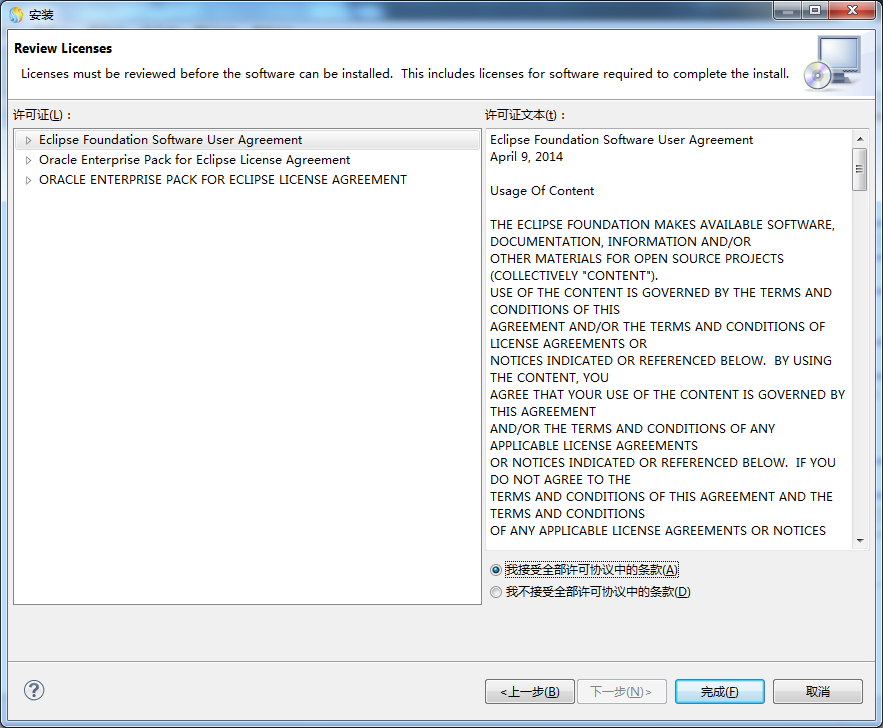 安装
Review Licenses
Licenses must be reviewed before the software can be installed.  This includes licenses for software required to complete the install.
许可证(L)：
Eclipse Foundation Software User Agreement
Oracle Enterprise Pack for Eclipse License Agreement
ORACLE ENTERPRISE PACK FOR ECLIPSE LICENSE AGREEMENT
许可证文本(t)：
Eclipse Foundation Software User Agreement
April 9, 2014
Usage Of Content
THE ECLIPSE FOUNDATION MAKES AVAILABLE SOFTWARE,
DOCUMENTATION, INFORMATION AND/OR
OTHER MATERIALS FOR OPEN SOURCE PROJECTS
(COLLECTIVELY "CONTENT").
USE OF THE CONTENT IS GOVERNED BY THE TERMS AND
CONDITIONS OF THIS
AGREEMENT AND/OR THE TERMS AND CONDITIONS OF
LICENSE AGREEMENTS OR
NOTICES INDICATED OR REFERENCED BELOW.  BY USING
THE CONTENT, YOU
AGREE THAT YOUR USE OF THE CONTENT IS GOVERNED BY
THIS AGREEMENT
AND/OR THE TERMS AND CONDITIONS OF ANY
APPLICABLE LICENSE AGREEMENTS
OR NOTICES INDICATED OR REFERENCED BELOW.  IF YOU
DO NOT AGREE TO THE
TERMS AND CONDITIONS OF THIS AGREEMENT AND THE
TERMS AND CONDITIONS
OF ANY APPLICABLE LICENSE AGREEMENTS OR NOTICES
我接受全部许可协议中的条款(A)
我不接受全部许可协议中的条款(D)
?
<上一步(B)
下一步(N)>
完成(F)
取消